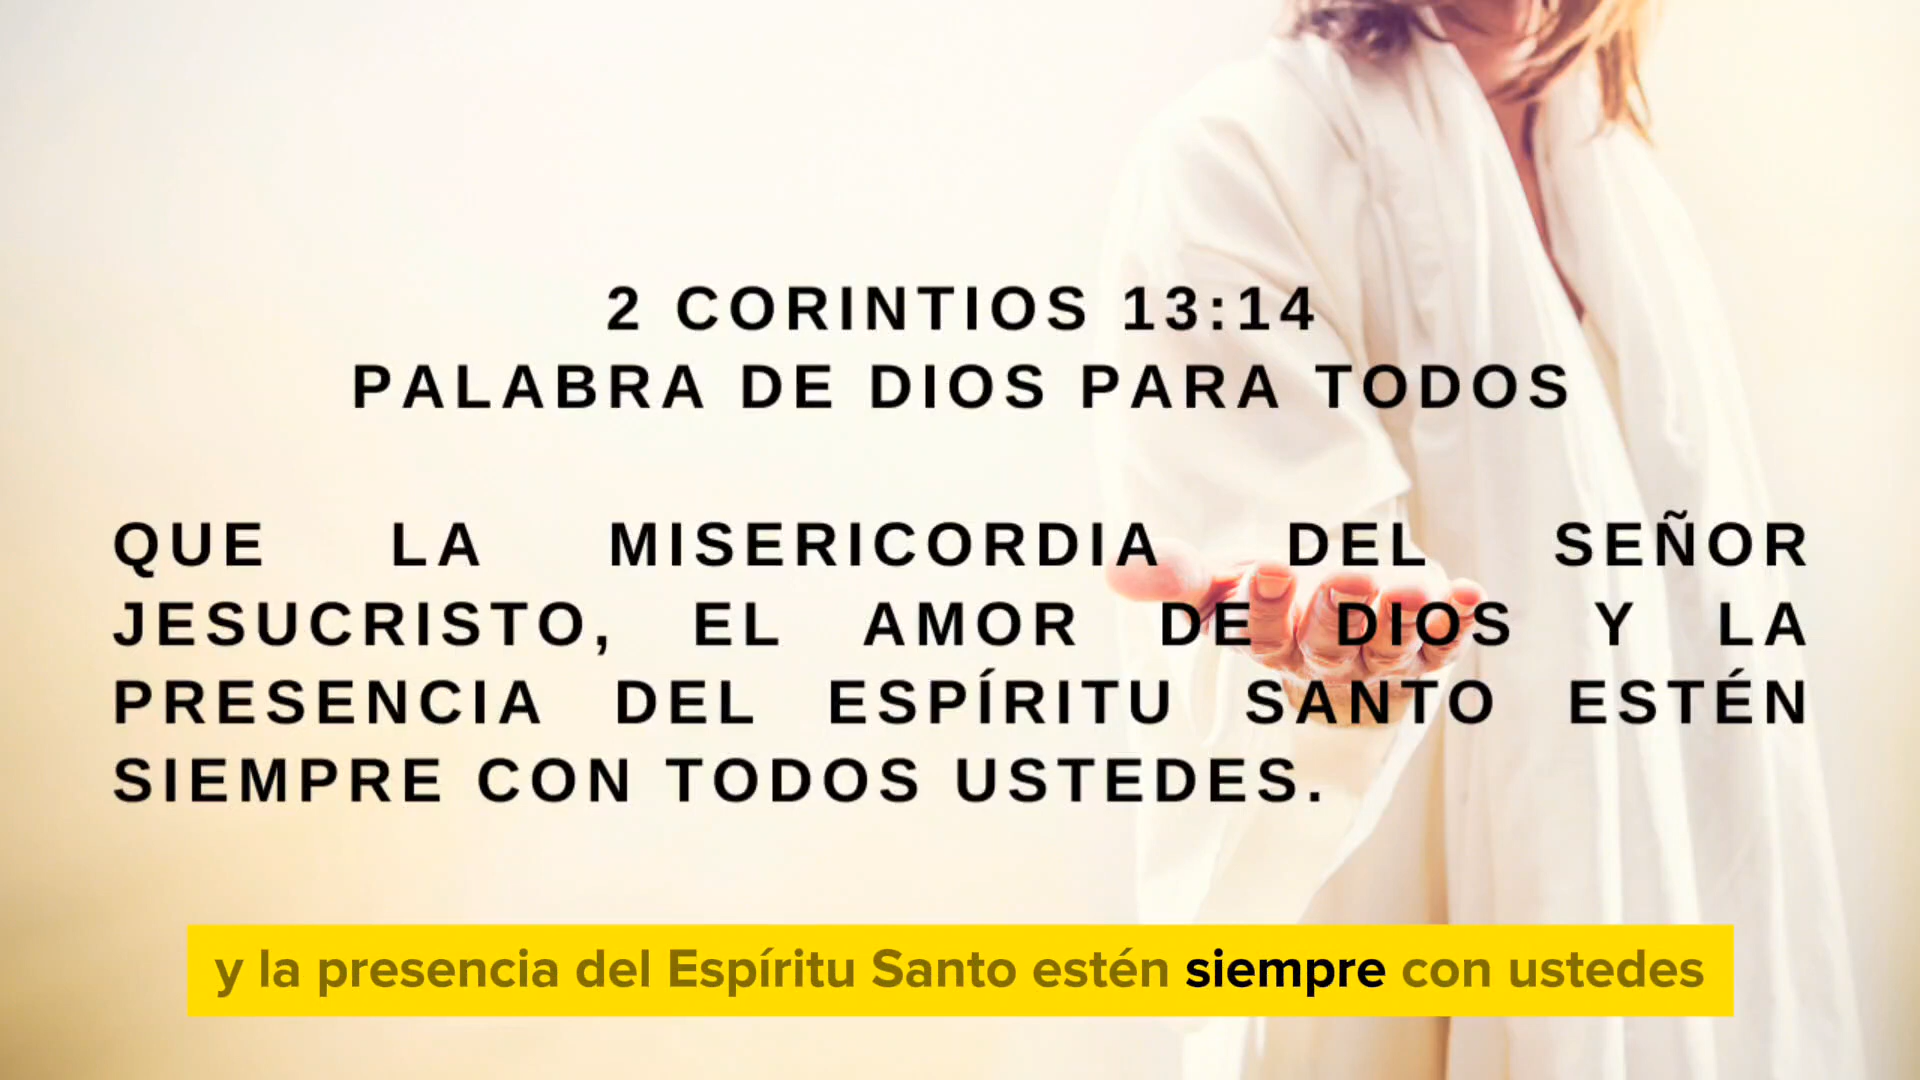 2 CORINTIOS 13:14
PALABRA DE DIOS PARA TODOS
QUE LA MISERICORDIA DEL SEÑOR
JESUCRISTO, EL AMOR DE DIOS Y LA
PRESENCIA DEL ESPÍRITU SANTO ESTÉN
SIEMPRE CON TODOS USTEDES.
y la presencia del Espíritu Santo estén siempre con ustedes